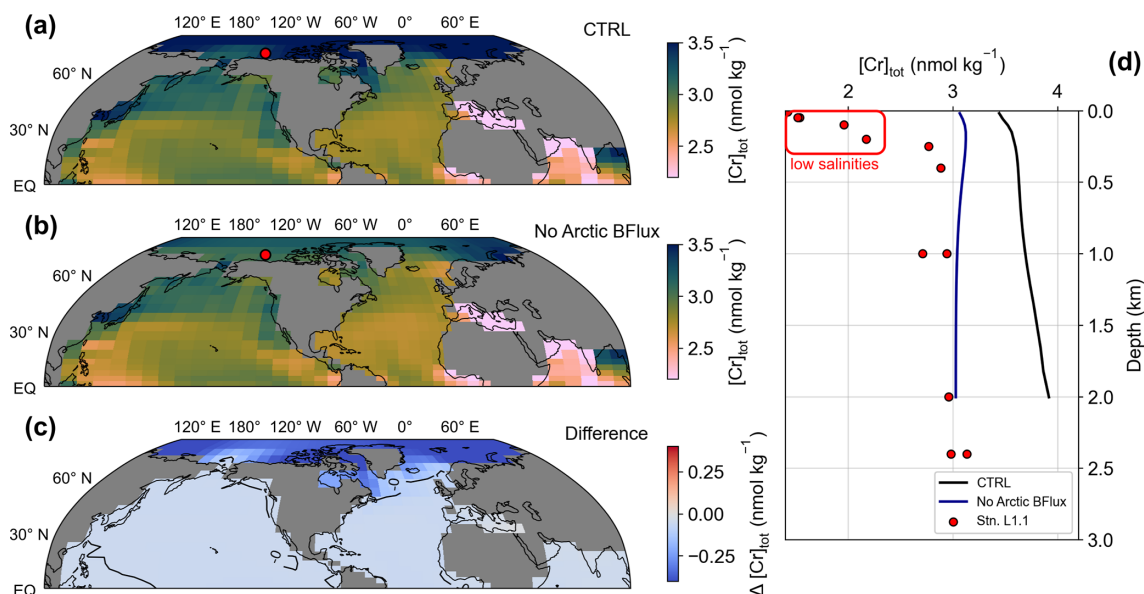 (a)
120° E 180° 120° W 60° W 0° 60° E
CTRL
60° N
30° N
EQ
3.5
3.0
2.5
[Cr]tot (nmol kg⁻¹)
(b)
120° E 180° 120° W 60° W 0° 60° E
No Arctic BFlux
60° N
30° N
EQ
3.5
3.0
2.5
[Cr]tot (nmol kg⁻¹)
(c)
120° E 180° 120° W 60° W 0° 60° E
Difference
60° N
30° N
EQ
0
0
0.25
0.00
−0.25
Δ [Cr]tot (nmol kg⁻¹)
(d)
[Cr]tot (nmol kg⁻¹)
2 3 4
low salinities
0.0
0.5
1.0
1.5
2.0
2.5
3.0
Depth (km)
CTRL
No Arctic BFlux
Stn. L1.1